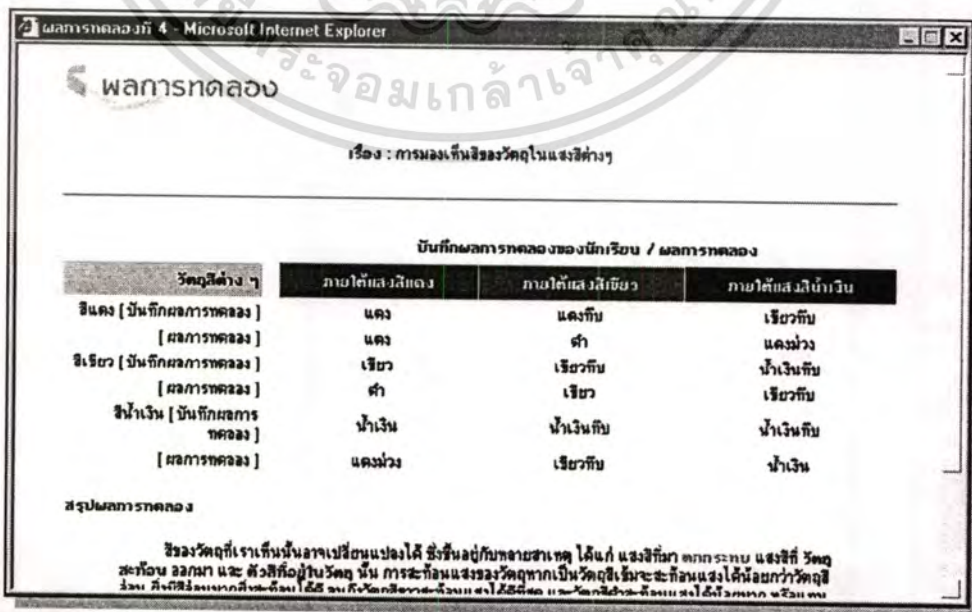 ผลการทดลองที่ 4 - Microsoft Internet Explorer
พระจอมเกล้าเจ้าคุณ
ผลการทดลอง
เรื่อง : การมองเห็นสีของวัตถุในแสงสีต่างๆ
บันทึกผลการทดลองของนักเรียน / ผลการทดลอง
วัตถุสีต่าง ๆ ภายใต้แสงสีแดง ภายใต้แสงสีเขียว ภายใต้แสงสีน้ำเงิน
สีแดง [ บันทึกผลการทดลอง ] แดง แดงทึบ เขียวทึบ
[ ผลการทดลอง ] แดง ดำ แดงม่วง
สีเขียว [ บันทึกผลการทดลอง ] เขียว เขียวทึบ น้ำเงินทึบ
[ ผลการทดลอง ] ดำ เขียว เขียวทึบ
สีน้ำเงิน [ บันทึกผลการ
ทดลอง ] น้ำเงิน น้ำเงินทึบ น้ำเงินทึบ
[ ผลการทดลอง ] แดงม่วง เขียวทึบ น้ำเงิน
สรุปผลการทดลอง
สีของวัตถุที่เราเห็นนั้นอาจเปลี่ยนแปลงได้ ซึ่งขึ้นอยู่กับหลายสาเหตุ ได้แก่ แสงสีที่มา ตกกระทบ แสงสีที่ วัตถุ
สะท้อน ออกมา และ ตัวสีที่อยู่ในวัตถุ นั้น การสะท้อนแสงของวัตถุหากเป็นวัตถุสีเข้มจะสะท้อนแสงได้น้อยกว่าวัตถุสี